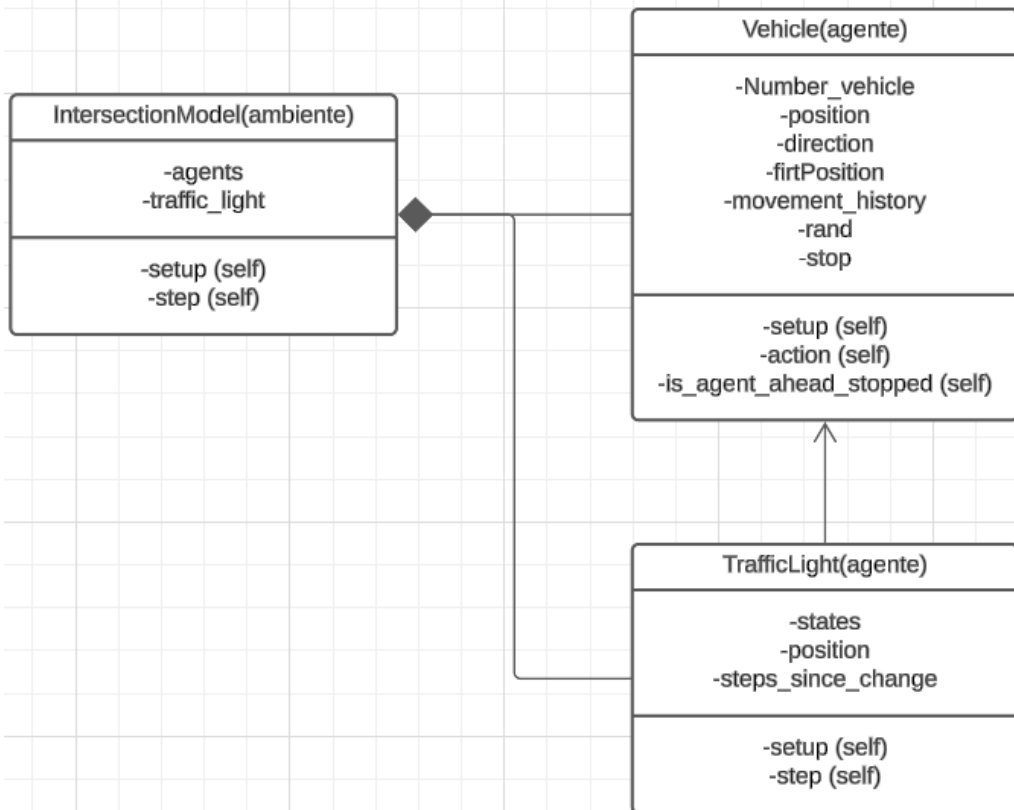 IntersectionModel(ambiente)
-agents
-traffic_light
-setup (self)
-step (self)
Vehicle(agente)
-Number_vehicle
-position
-direction
-firtPosition
-movement_history
-rand
-stop
-setup (self)
-action (self)
-is_agent_ahead_stopped (self)
TrafficLight(agente)
-states
-position
-steps_since_change
-setup (self)
-step (self)